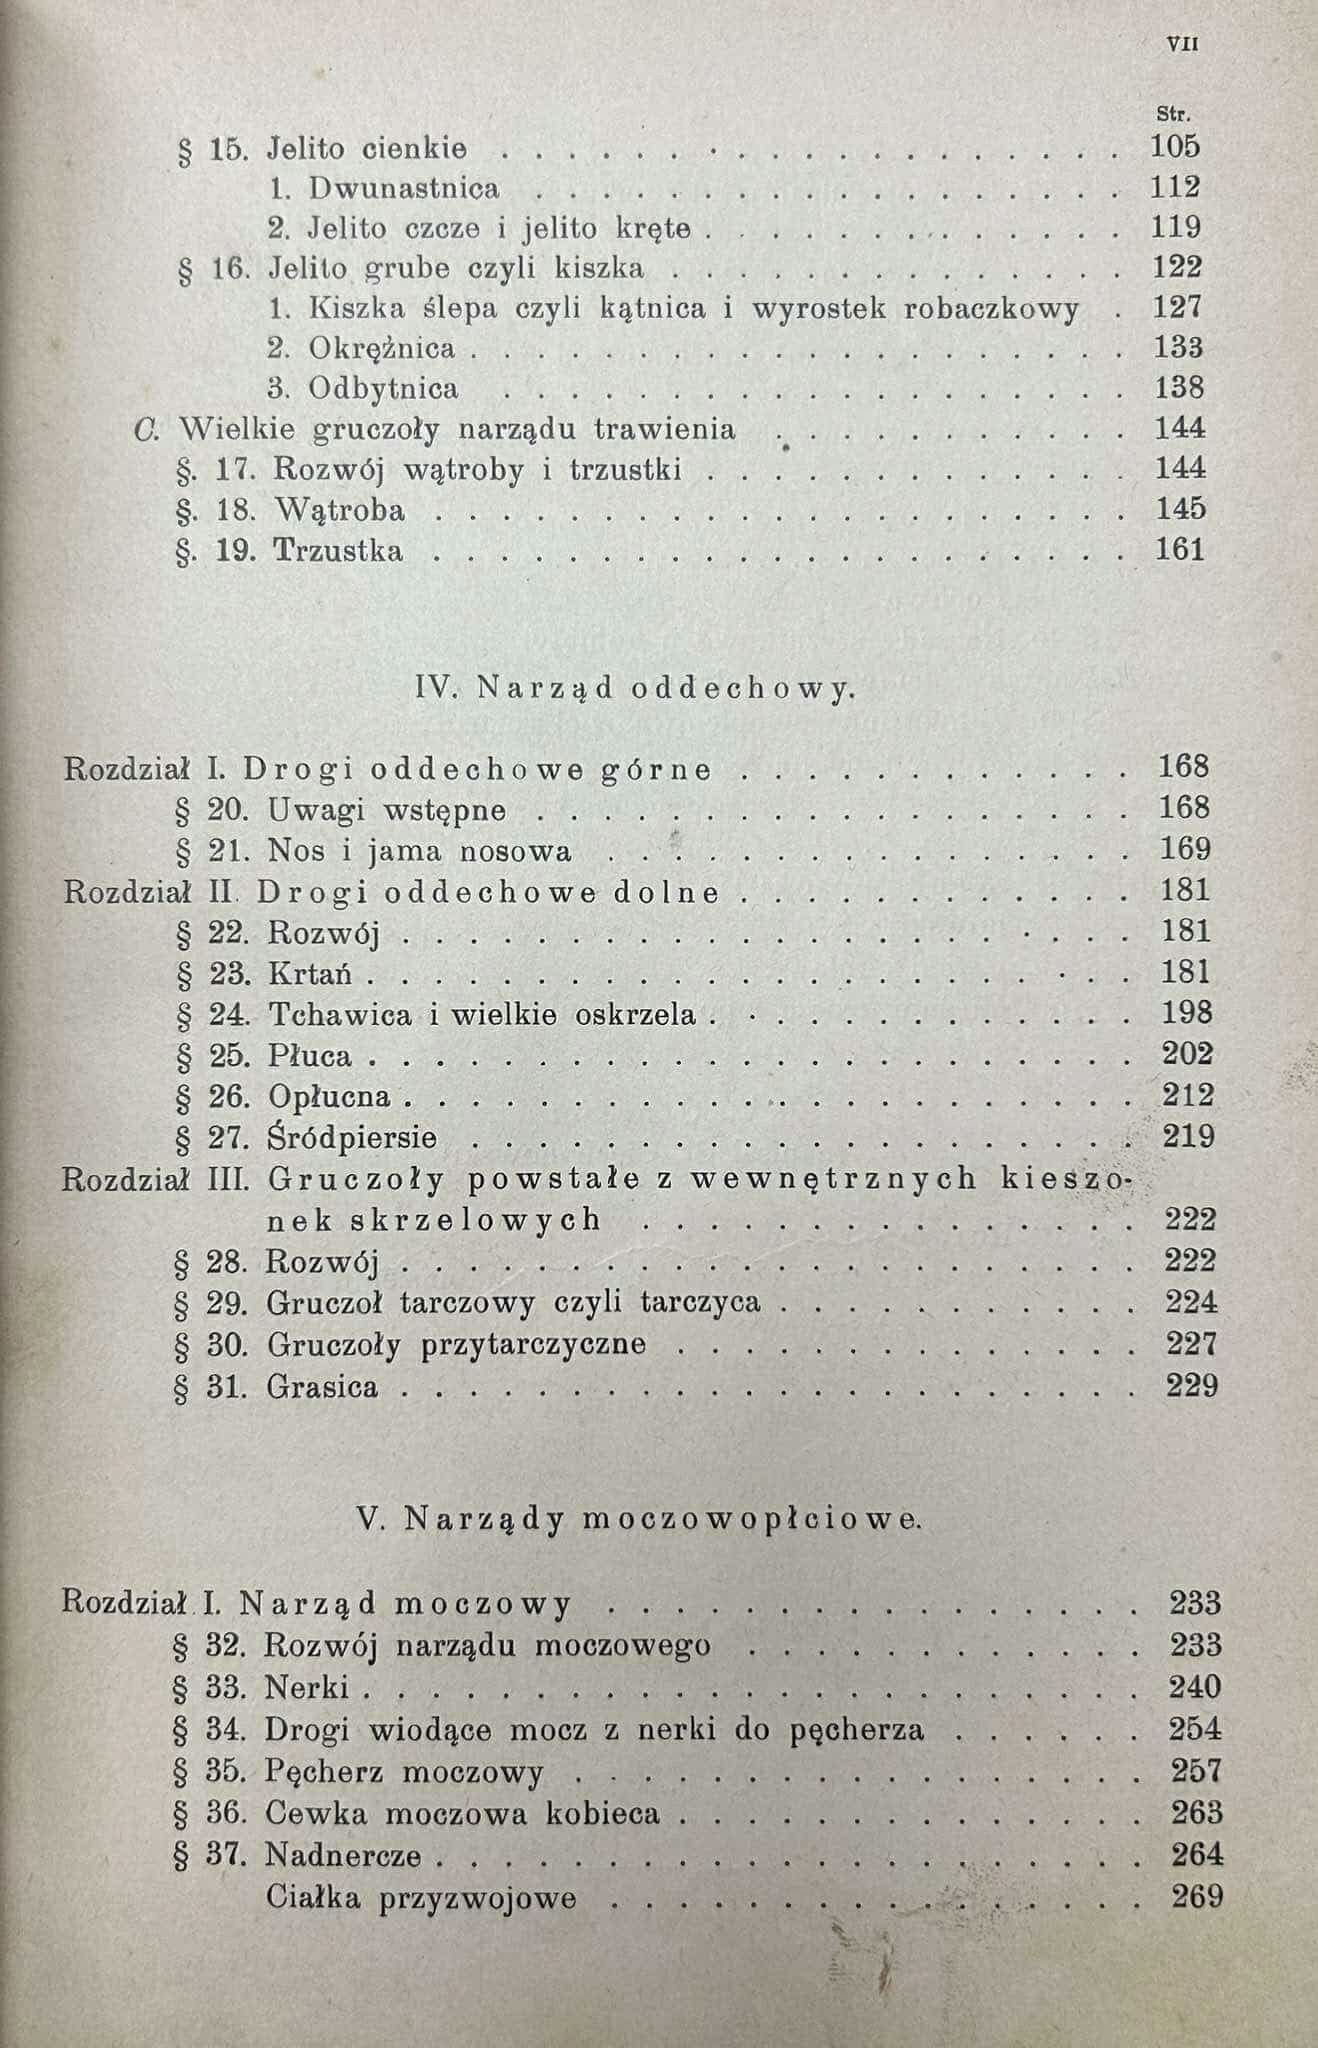 VII
Str.
§ 15. Jelito cienkie . . . . . . . . . . . . . . . . . . . 105
1. Dwunastnica . . . . . . . . . . . . . . . . . . 112
2. Jelito czcze i jelito kręte . . . . . . . . . . . . . 119
§ 16. Jelito grube czyli kiszka . . . . . . . . . . . . . . 122
1. Kiszka ślepa czyli kątnica i wyrostek robaczkowy . 127
2. Okrężnica . . . . . . . . . . . . . . . . . . . . 133
3. Odbytnica . . . . . . . . . . . . . . . . . . . 138
C. Wielkie gruczoły narządu trawienia . . . . . . . . . . . 144
§. 17. Rozwój wątroby i trzustki . . . . . . . . . . . . . 144
§. 18. Wątroba . . . . . . . . . . . . . . . . . . . . . 145
§. 19. Trzustka . . . . . . . . . . . . . . . . . . . . . 161
IV. Narząd oddechowy.
Rozdział I. Drogi oddechowe górne . . . . . . . . . . . . 168
§ 20. Uwagi wstępne . . . . . . . . . . . . . . . . . . 168
§ 21. Nos i jama nosowa . . . . . . . . . . . . . . . . 169
Rozdział II. Drogi oddechowe dolne . . . . . . . . . . . . 181
§ 22. Rozwój . . . . . . . . . . . . . . . . . . . . . . 181
§ 23. Krtań . . . . . . . . . . . . . . . . . . . . . . . 181
§ 24. Tchawica i wielkie oskrzela . . . . . . . . . . . . . 198
§ 25. Płuca . . . . . . . . . . . . . . . . . . . . . . . 202
§ 26. Opłucna . . . . . . . . . . . . . . . . . . . . . . 212
§ 27. Śródpiersie . . . . . . . . . . . . . . . . . . . . 219
Rozdział III. Gruczoły powstałe z wewnętrznych kieszo-
nek skrzelowych . . . . . . . . . . . . . . . 222
§ 28. Rozwój . . . . . . . . . . . . . . . . . . . . . . 222
§ 29. Gruczoł tarczowy czyli tarczyca . . . . . . . . . . . 224
§ 30. Gruczoły przytarczyczne . . . . . . . . . . . . . . 227
§ 31. Grasica . . . . . . . . . . . . . . . . . . . . . . 229
V. Narządy moczowopłciowe.
Rozdział I. Narząd moczowy . . . . . . . . . . . . . . . . 233
§ 32. Rozwój narządu moczowego . . . . . . . . . . . . 233
§ 33. Nerki . . . . . . . . . . . . . . . . . . . . . . . 240
§ 34. Drogi wiodące mocz z nerki do pęcherza . . . . . . 254
§ 35. Pęcherz moczowy . . . . . . . . . . . . . . . . . 257
§ 36. Cewka moczowa kobieca . . . . . . . . . . . . . . 263
§ 37. Nadnercze . . . . . . . . . . . . . . . . . . . . . 264
Ciałka przyzwojowe . . . . . . . . . . . . . . . . 269